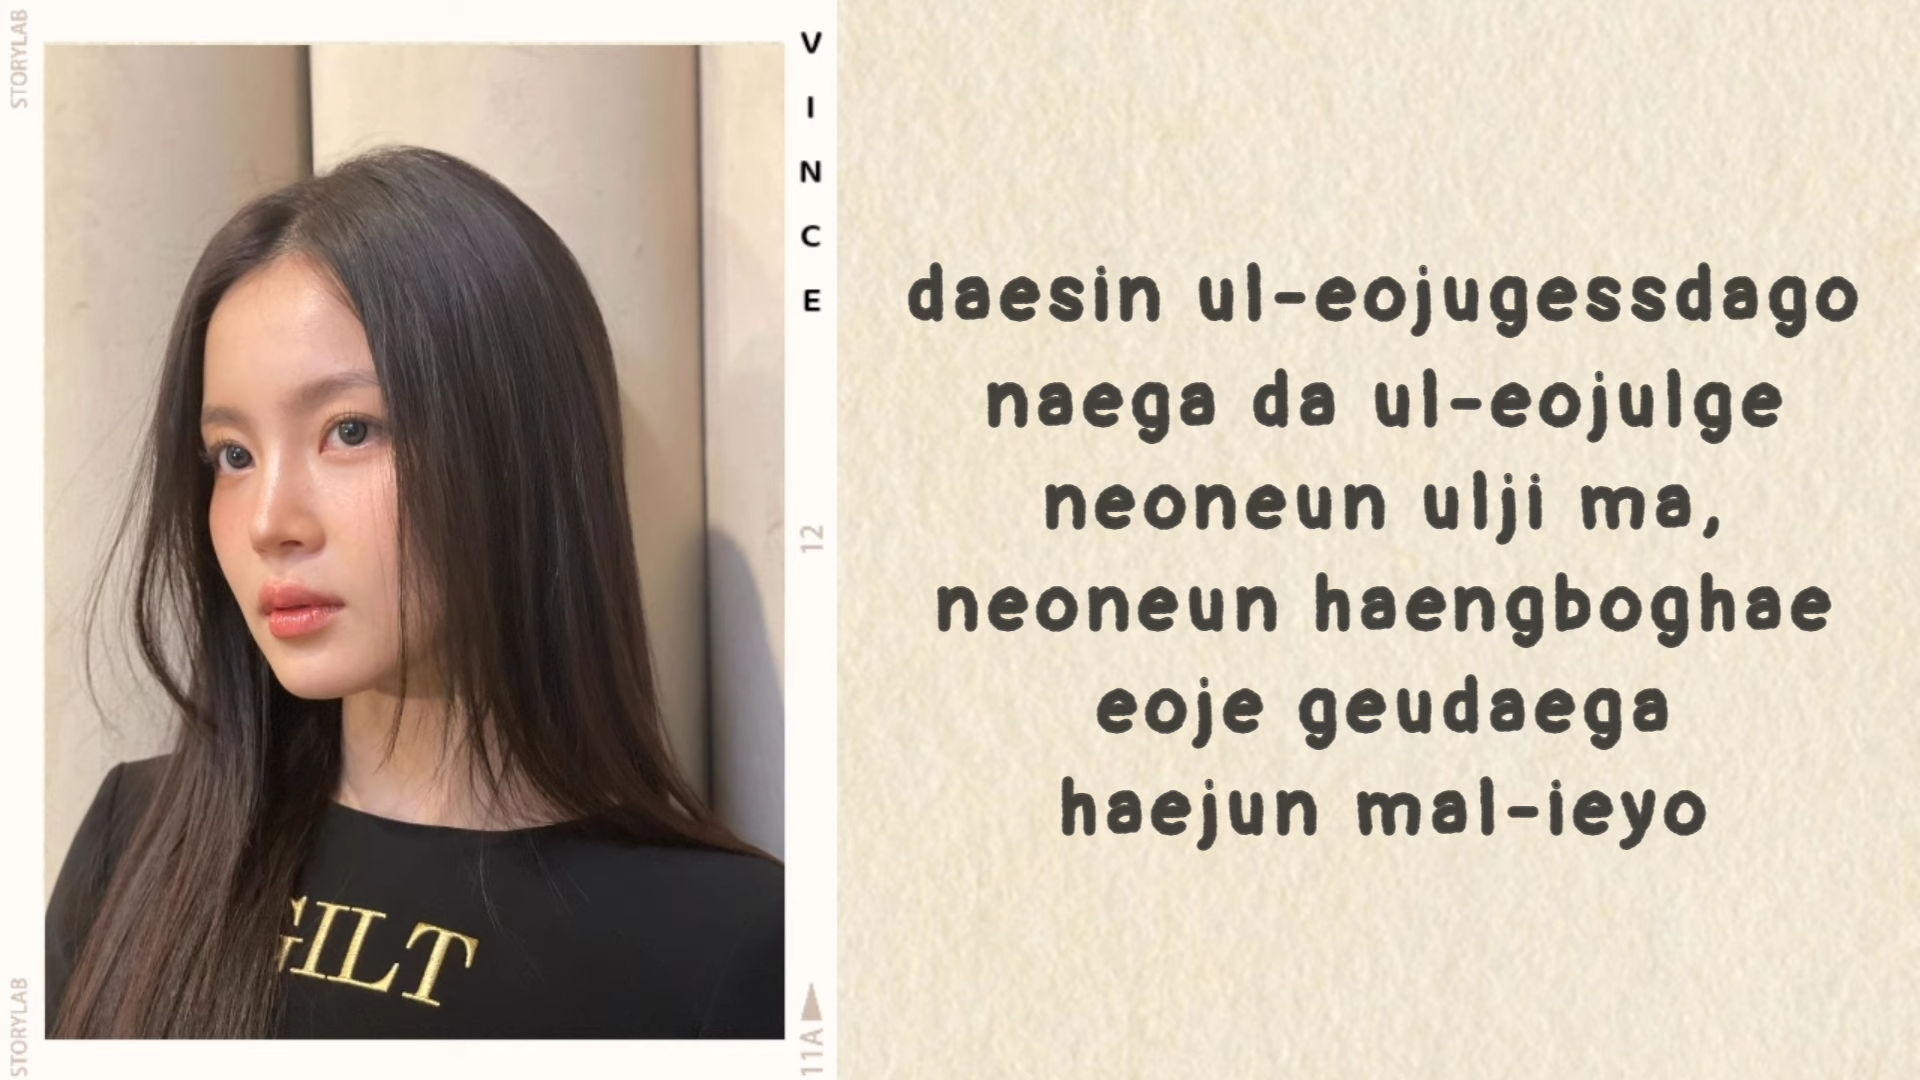 STORYLAB
VINCE
GILT
12
11A
STORYLAB
daesin ul-eojugessdago
naega da ul-eojulge
neoneun ulji ma,
neoneun haengboghae
eoje geudaega
haejun mal-ieyo